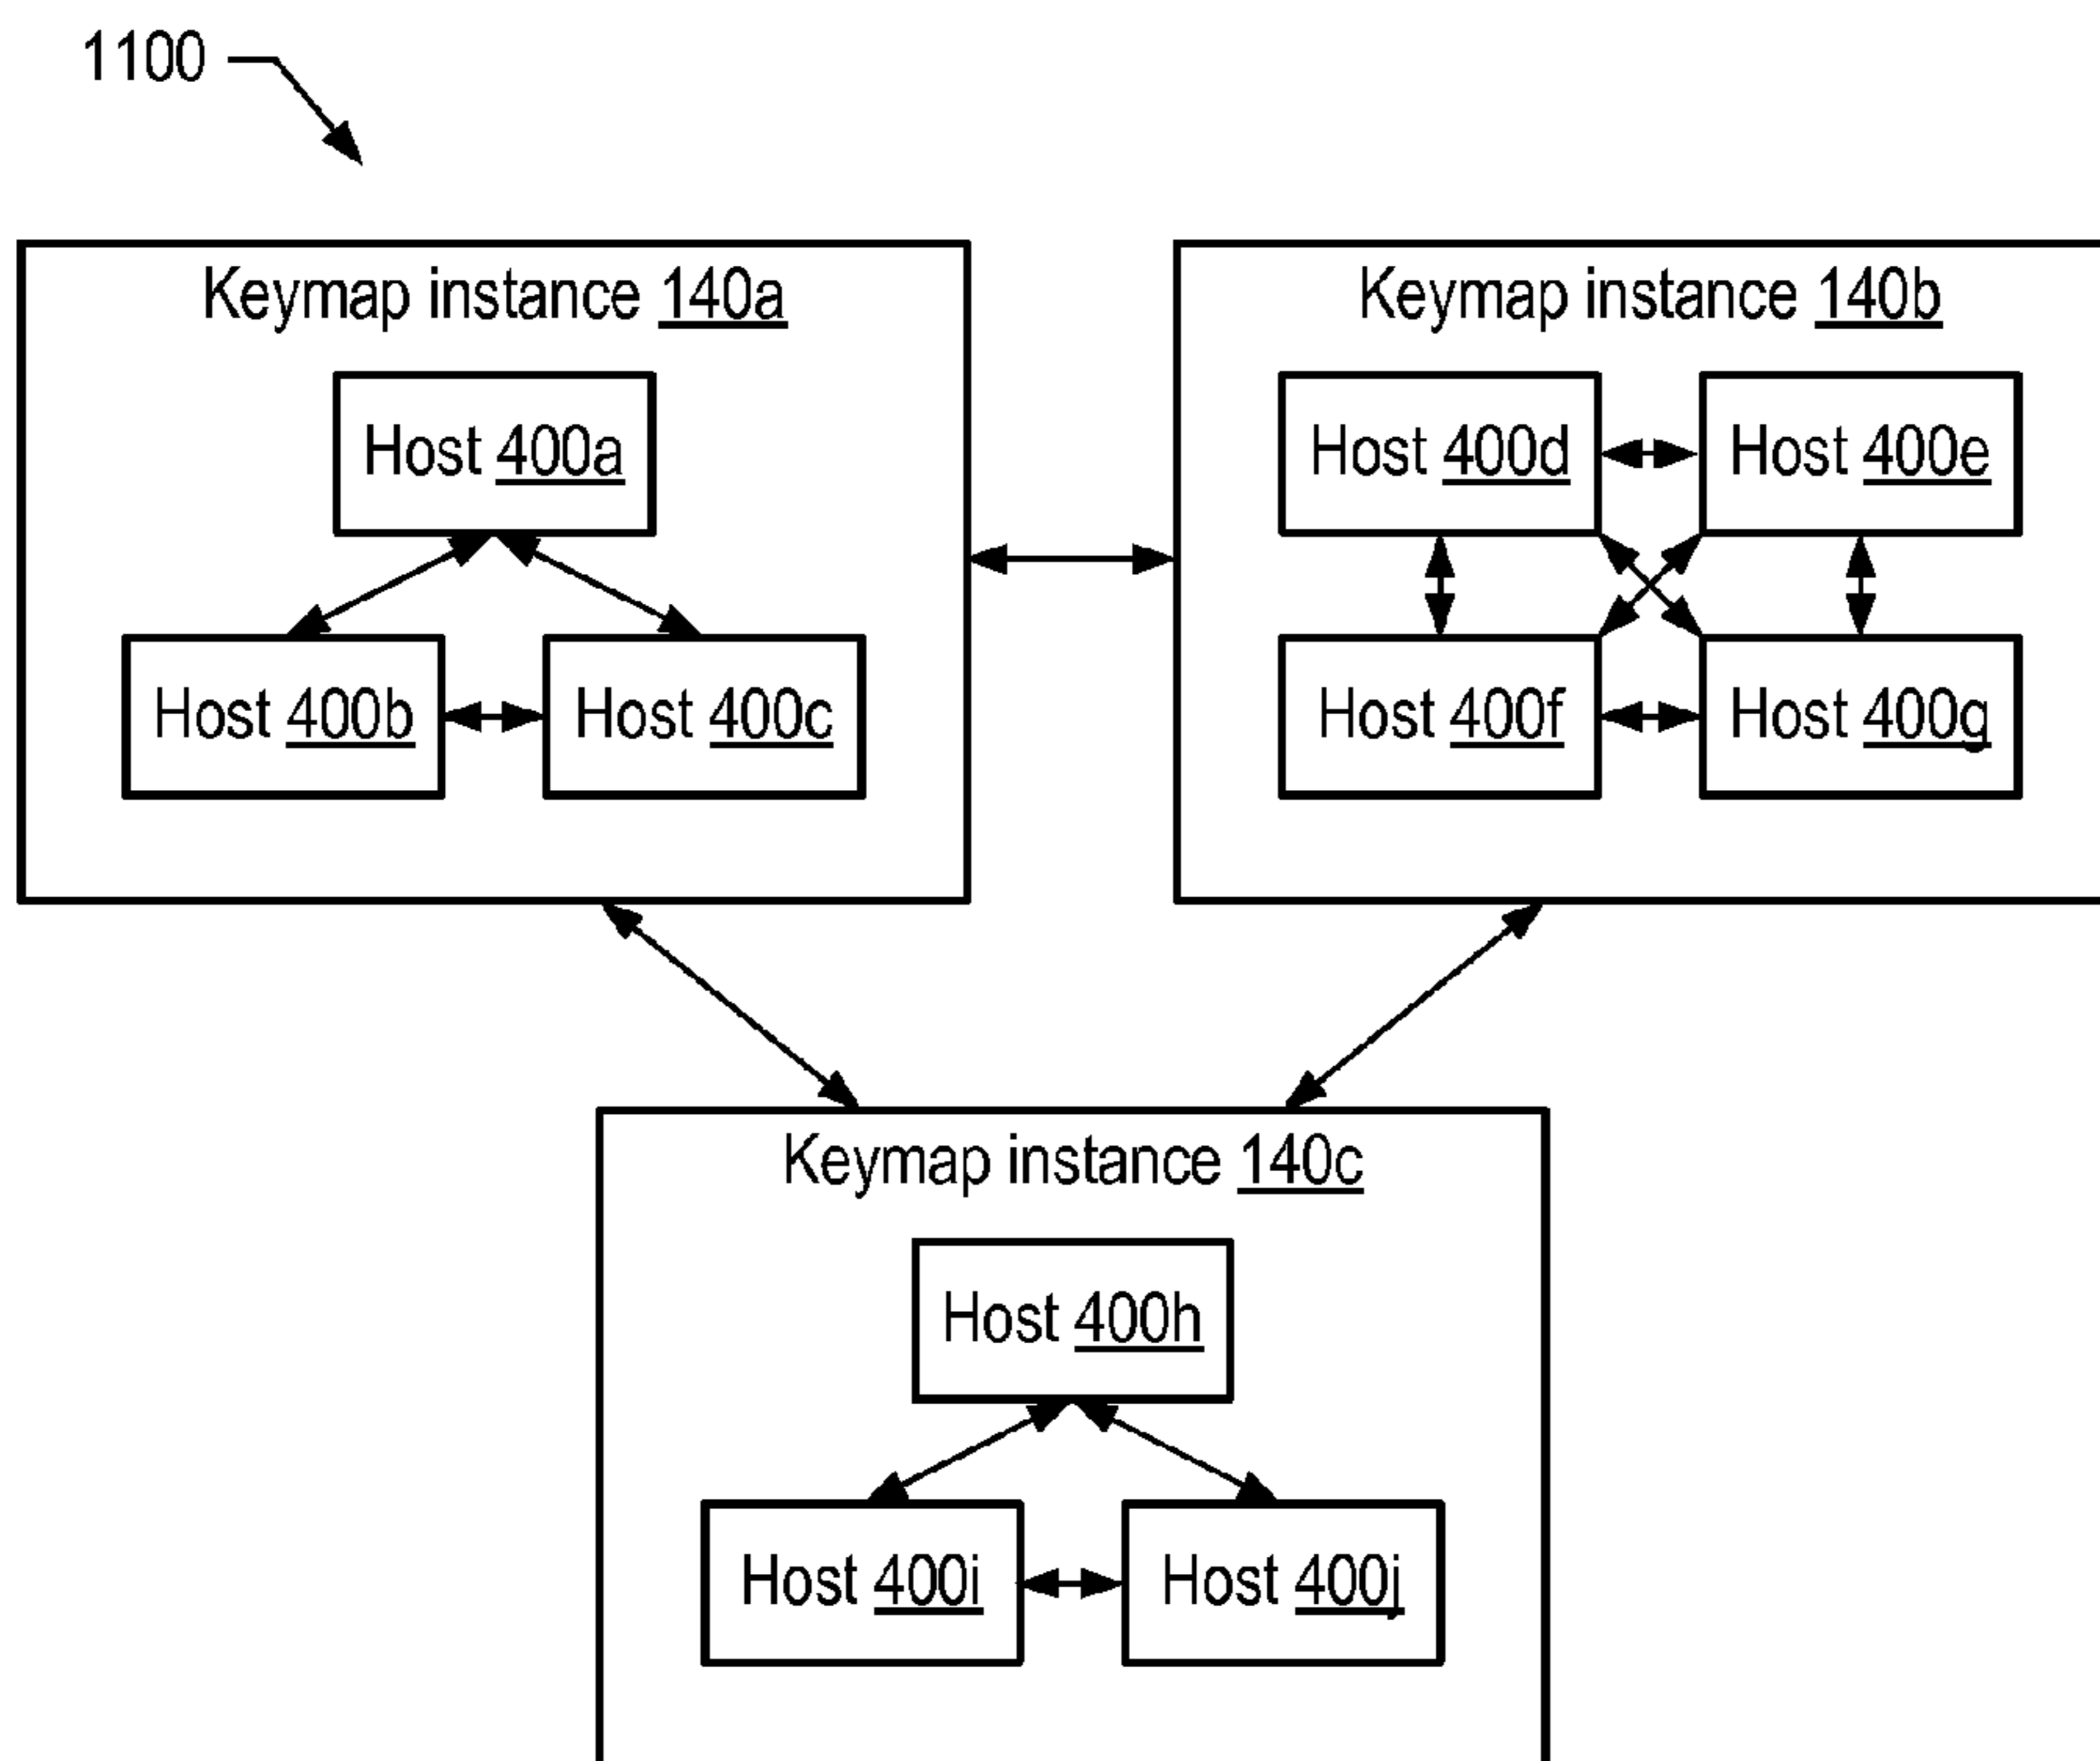 1100
Keymap instance 140a
Host 400a
Host 400b
Host 400c
Keymap instance 140b
Host 400d
Host 400e
Host 400f
Host 400g
Keymap instance 140c
Host 400h
Host 400i
Host 400j